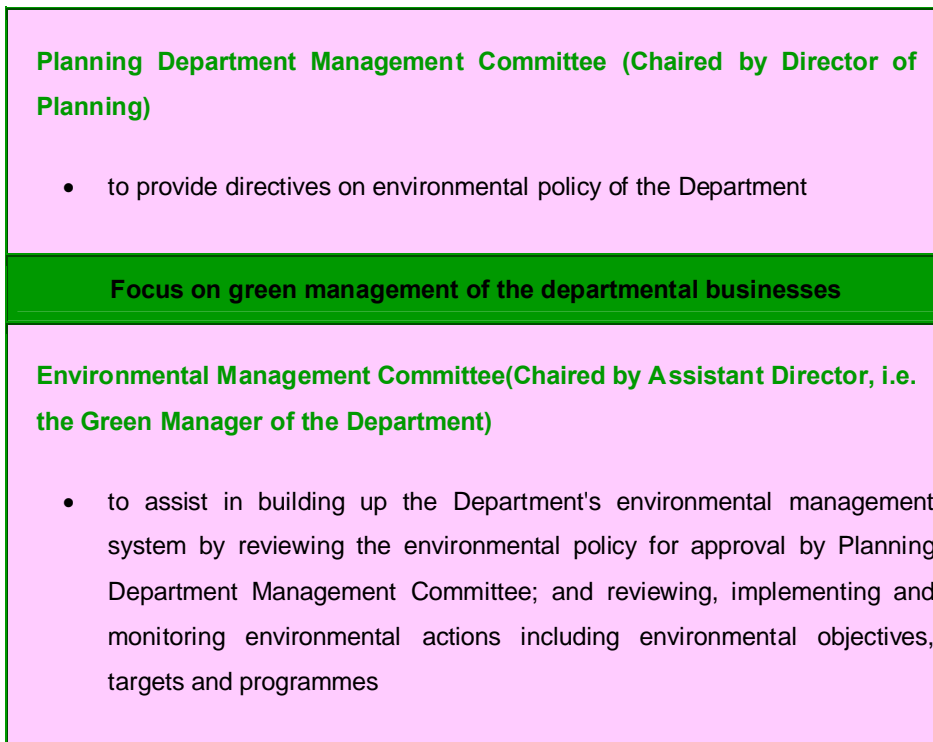 Planning Department Management Committee (Chaired by Director of
Planning)
• to provide directives on environmental policy of the Department
Focus on green management of the departmental businesses
Environmental Management Committee(Chaired by Assistant Director, i.e.
the Green Manager of the Department)
• to assist in building up the Department's environmental management
system by reviewing the environmental policy for approval by Planning
Department Management Committee; and reviewing, implementing and
monitoring environmental actions including environmental objectives,
targets and programmes